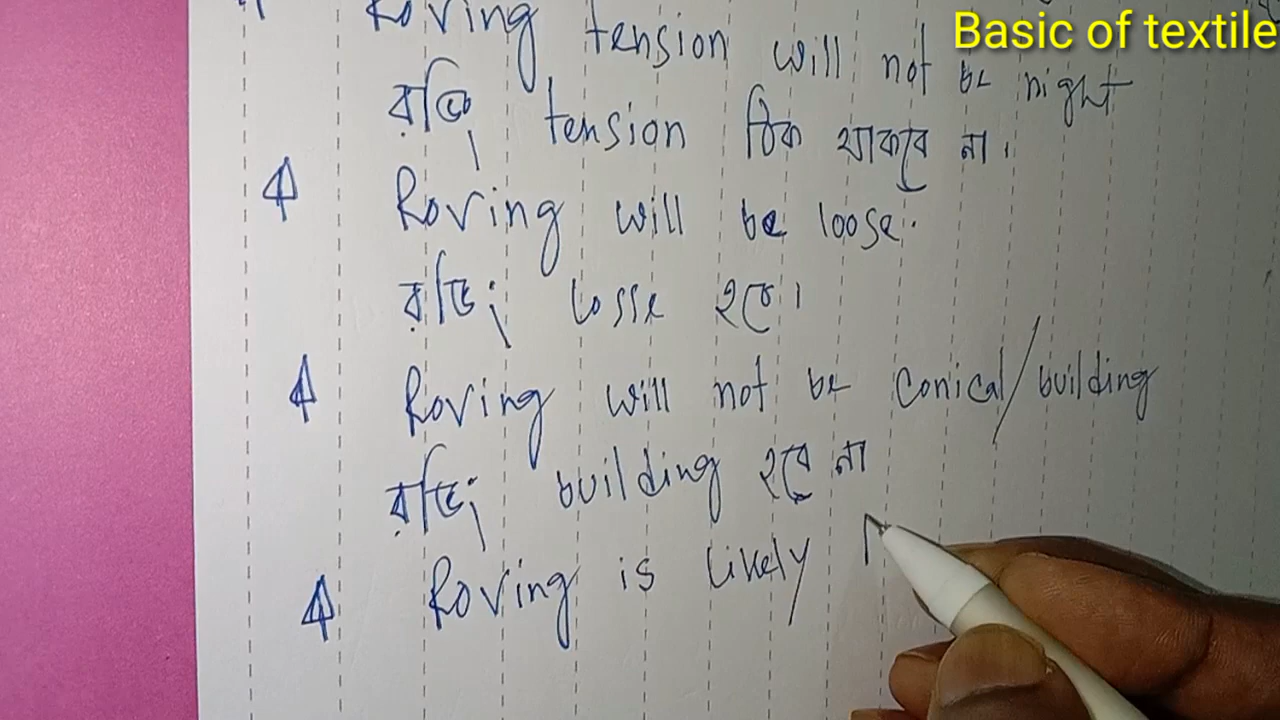 Basic of textile
Roving tension will not be right
রভিং tension ঠিক থাকবে না।
Roving will be loose.
রভিং losse হবে।
Roving will not be conical/building
রভিং building হবে না
Roving is likely